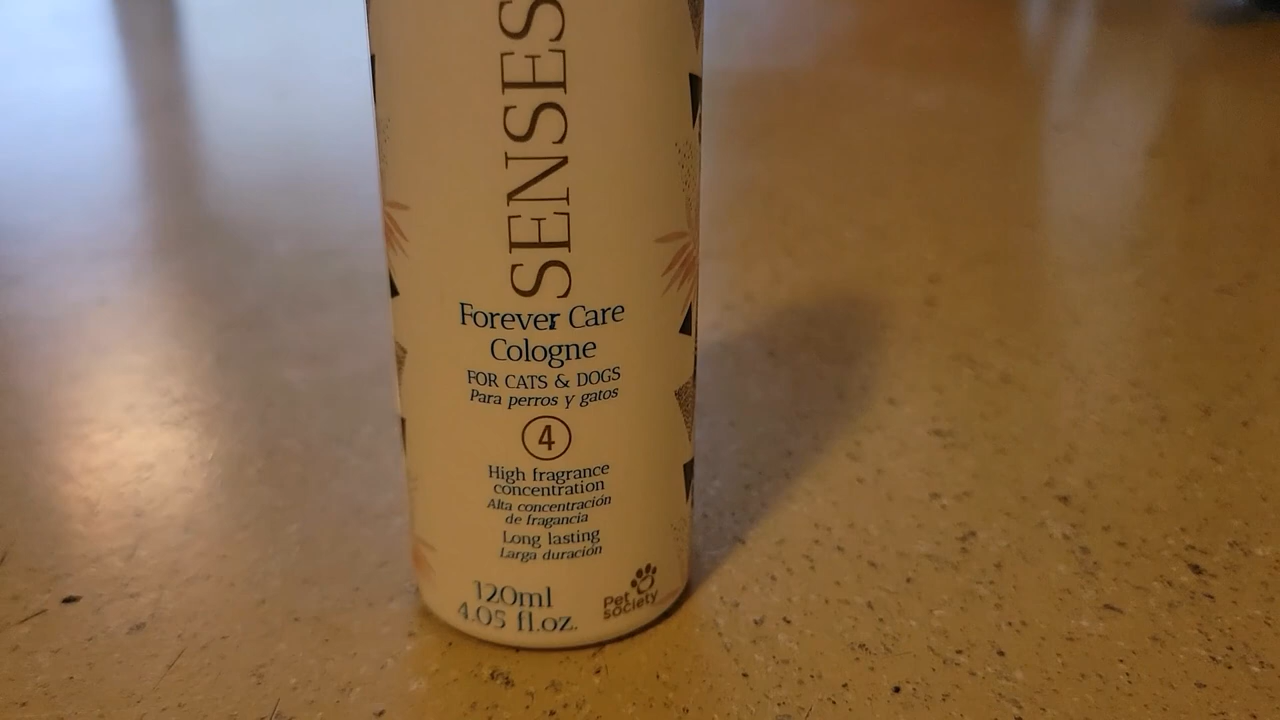 SENSES
Forever Care
Cologne
FOR CATS & DOGS
Para perros y gatos
4
High fragrance
concentration
Alta concentración
de fragancia
Long lasting
Larga duración
120ml
4.05 fl.oz.
Pet
society